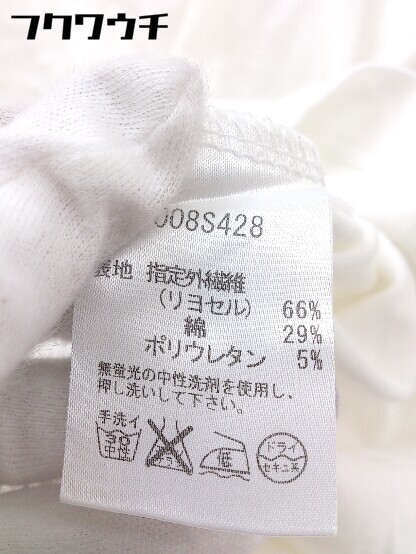 フクワウチ
008S428
表地 指定外繊維
(リヨセル) 66%
綿 29%
ポリウレタン 5%
無蛍光の中性洗剤を使用し、
押し洗いして下さい。
手洗イ
30
中性
低
ドライ
セキユ系